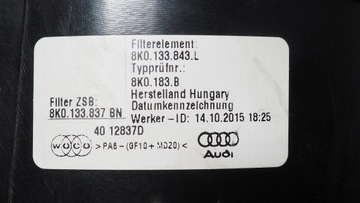 Filterelement:
8K0.133.843.L
Typprüfnr.:
8K0.183.B
Herstelland Hungary
Datumkennzeichnung
Filter ZSB:
8K0.133.837 BN
Werker -ID: 14.10.2015 18:25
40 12837D
WOCO
>PA6-(GF10+MD20)<
Audi